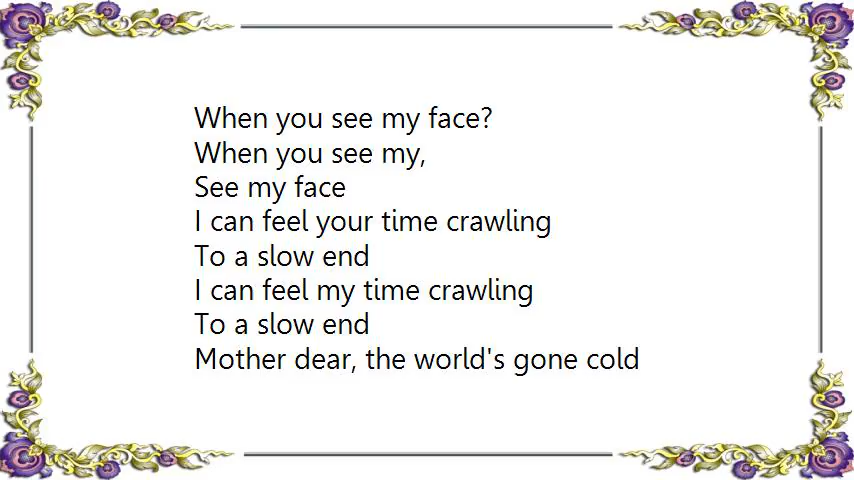 When you see my face?
When you see my,
See my face
I can feel your time crawling
To a slow end
I can feel my time crawling
To a slow end
Mother dear, the world's gone cold